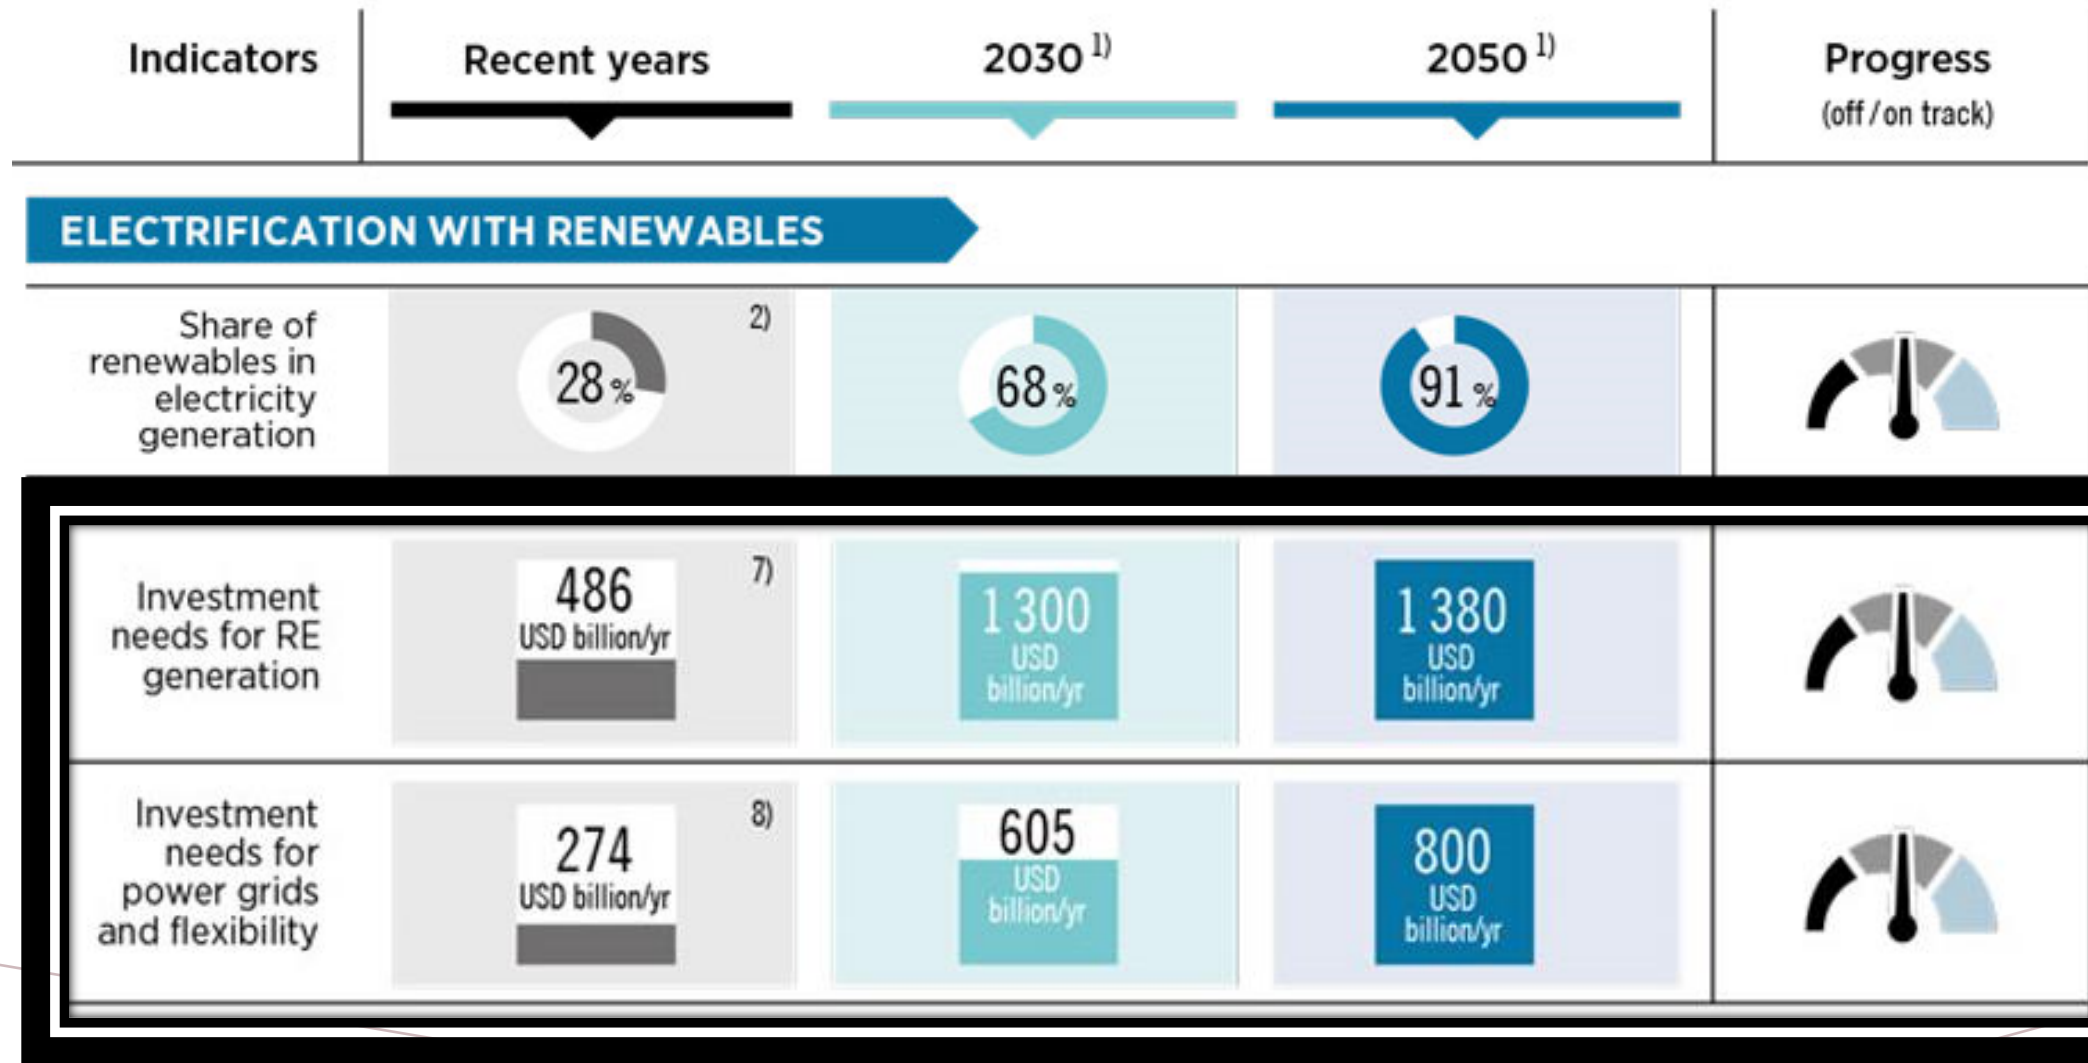 Indicators
Recent years
2030 1)
2050 1)
Progress
(off / on track)
ELECTRIFICATION WITH RENEWABLES
Share of
renewables in
electricity
generation
28 %
2)
68 %
91 %
Investment
needs for RE
generation
486
USD billion/yr
7)
1 300
USD
billion/yr
1 380
USD
billion/yr
Investment
needs for
power grids
and flexibility
274
USD billion/yr
8)
605
USD
billion/yr
800
USD
billion/yr